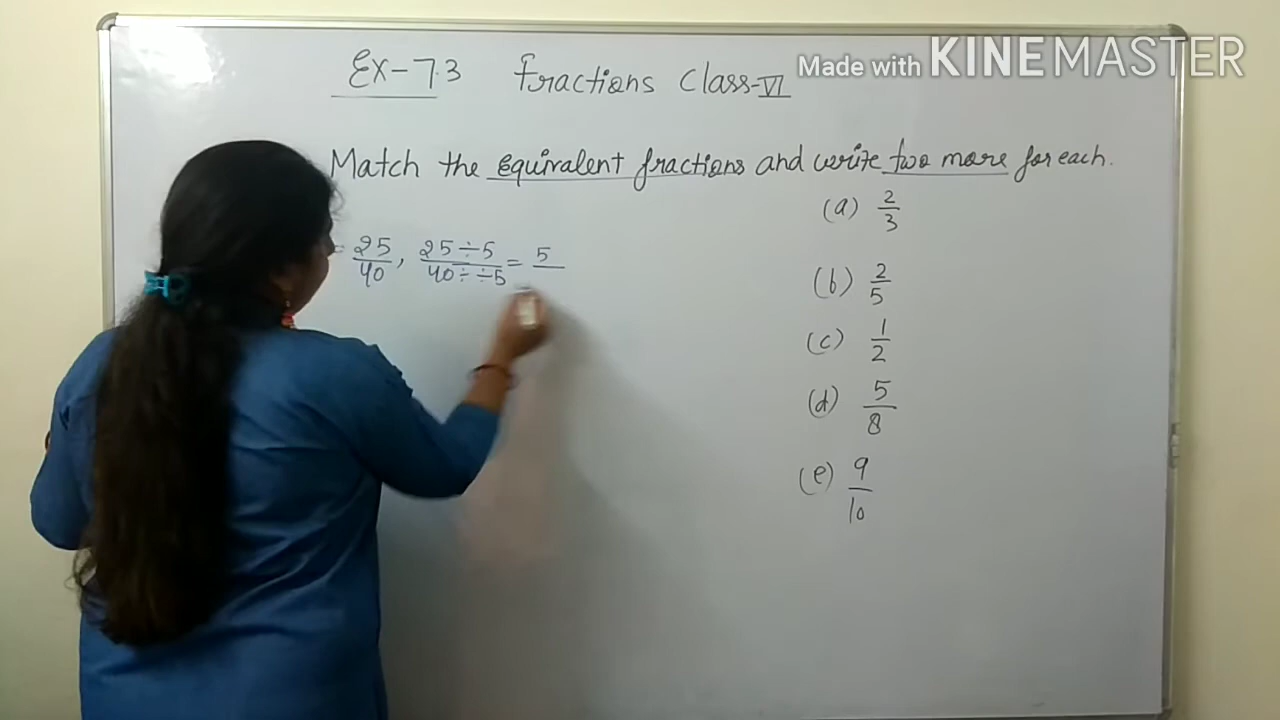 Made with KINEMASTER
Ex-7.3 Fractions Class-VI
Match the equivalent fractions and write two more for each.
(a) 2/3
= 25/40, 25÷5/40÷÷5 = 5/
(b) 2/5
(c) 1/2
(d) 5/8
(e) 9/10